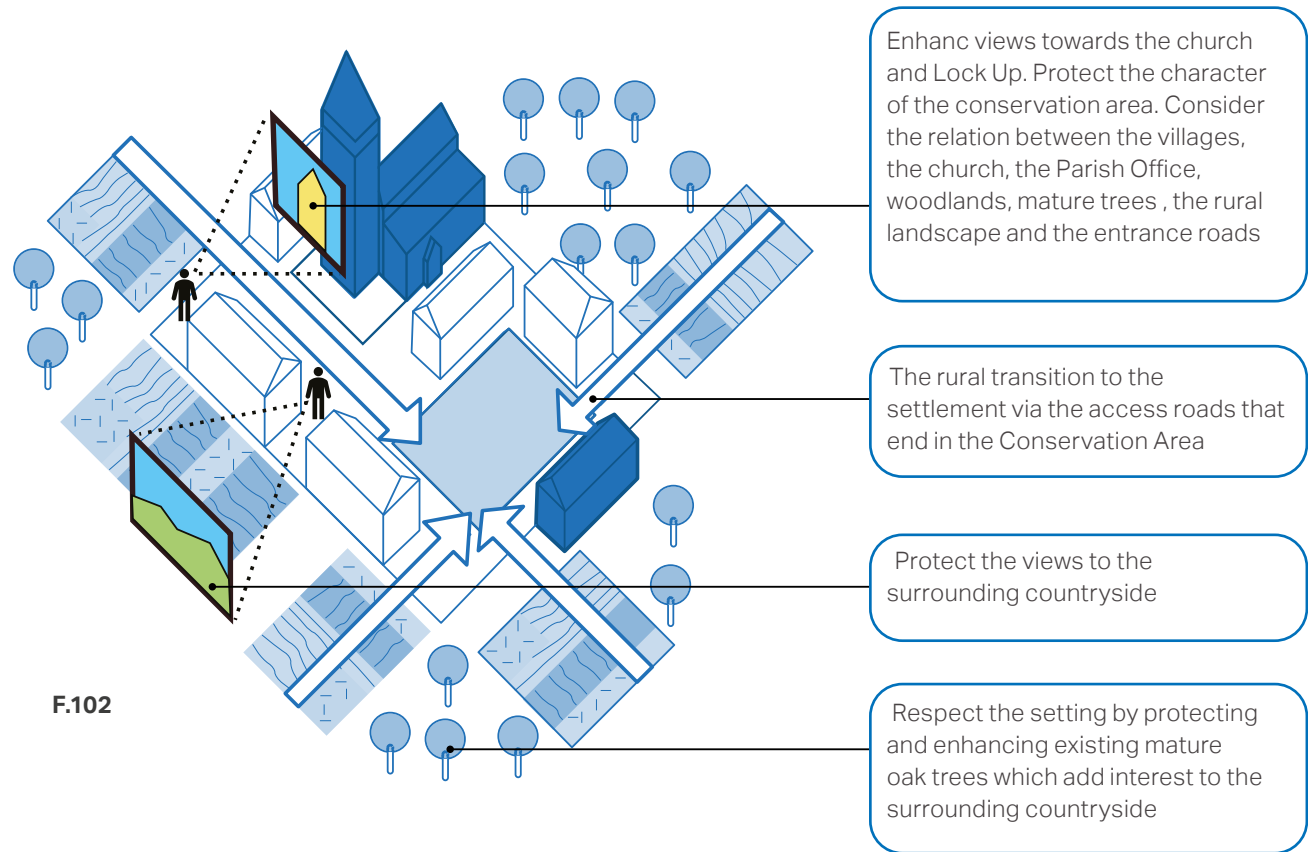 Enhanc views towards the church
and Lock Up. Protect the character
of the conservation area. Consider
the relation between the villages,
the church, the Parish Office,
woodlands, mature trees , the rural
landscape and the entrance roads
The rural transition to the
settlement via the access roads that
end in the Conservation Area
Protect the views to the
surrounding countryside
F.102
Respect the setting by protecting
and enhancing existing mature
oak trees which add interest to the
surrounding countryside